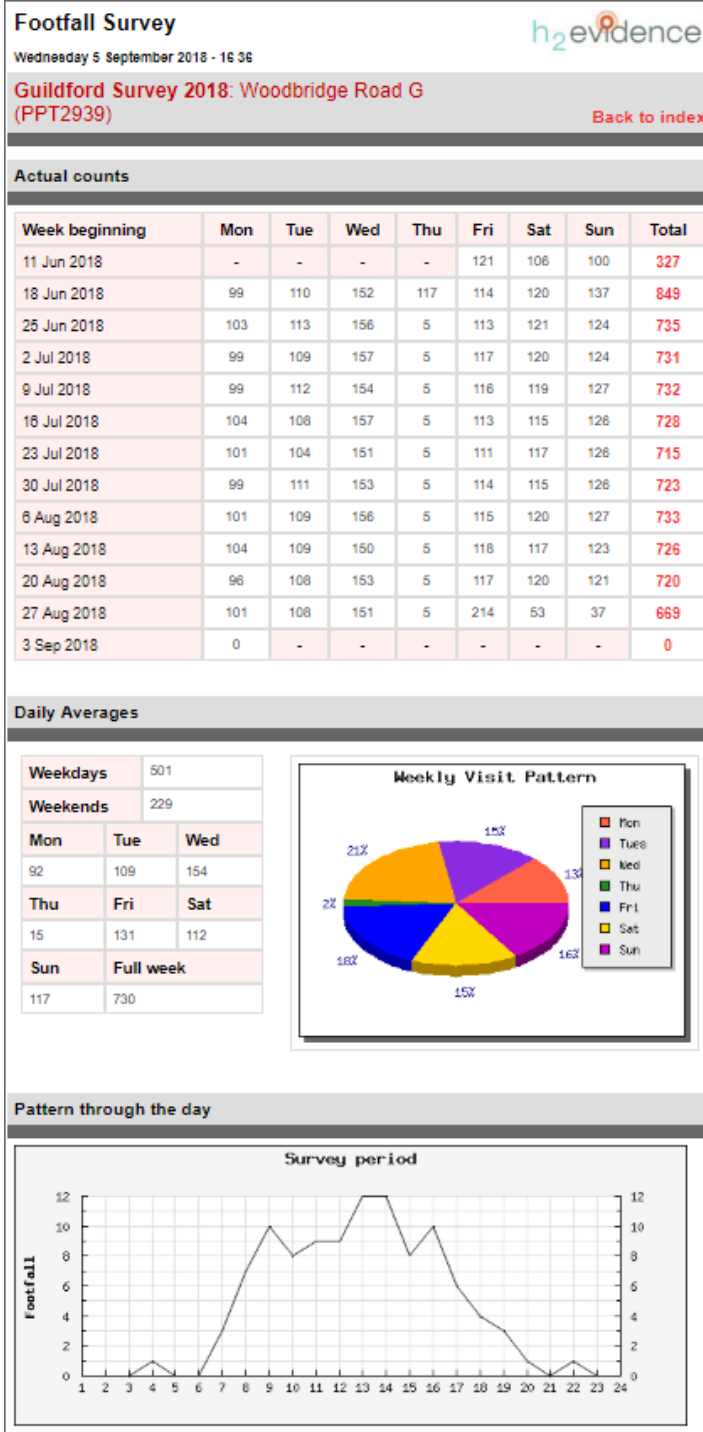 Footfall Survey
h2evidence
Wednesday 5 September 2018 - 16 36
Guildford Survey 2018: Woodbridge Road G
(PPT2939)
Back to index
Actual counts
Week beginning Mon Tue Wed Thu Fri Sat Sun Total
11 Jun 2018 - - - - 121 106 100 327
18 Jun 2018 99 110 152 117 114 120 137 849
25 Jun 2018 103 113 156 5 113 121 124 735
2 Jul 2018 99 109 157 5 117 120 124 731
9 Jul 2018 99 112 154 5 116 119 127 732
16 Jul 2018 104 108 157 5 113 115 126 728
23 Jul 2018 101 104 151 5 111 117 126 715
30 Jul 2018 99 111 153 5 114 115 126 723
6 Aug 2018 101 109 156 5 115 120 127 733
13 Aug 2018 104 109 150 5 118 117 123 726
20 Aug 2018 96 108 153 5 117 120 121 720
27 Aug 2018 101 108 151 5 214 53 37 669
3 Sep 2018 0 - - - - - - 0
Daily Averages
Weekdays 501
Weekends 229
Mon Tue Wed
92 109 154
Thu Fri Sat
15 131 112
Sun Full week
117 730
Weekly Visit Pattern
15%
21%
13%
2%
18%
16%
15%
Mon
Tues
Wed
Thu
Fri
Sat
Sun
Pattern through the day
Survey period
Footfall
12 12
10 10
8 8
6 6
4 4
2 2
0 0
1 2 3 4 5 6 7 8 9 10 11 12 13 14 15 16 17 18 19 20 21 22 23 24